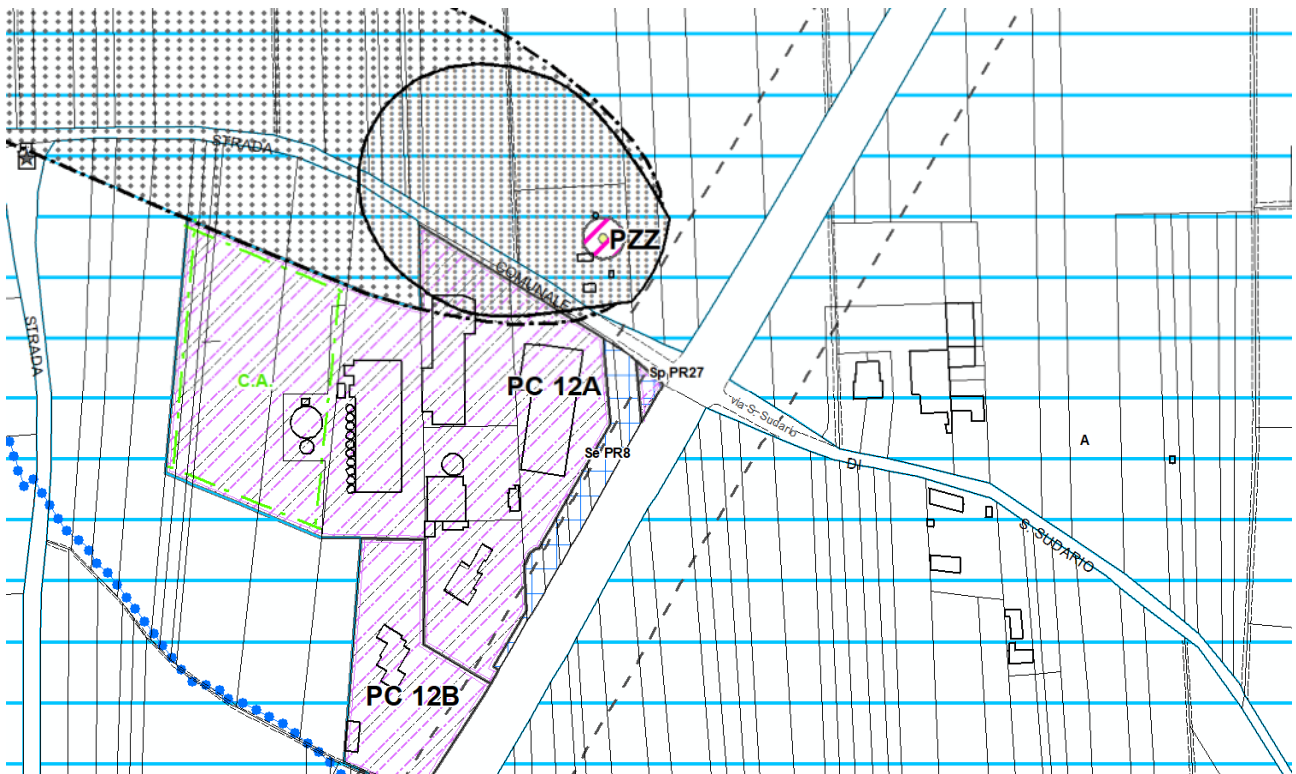 STRADA
PZZ
COMUNALE
STRADA
Sp PR27
C.A.
PC 12A
via S. Sudario
A
Se PR8
DI
S. SUDARIO
PC 12B